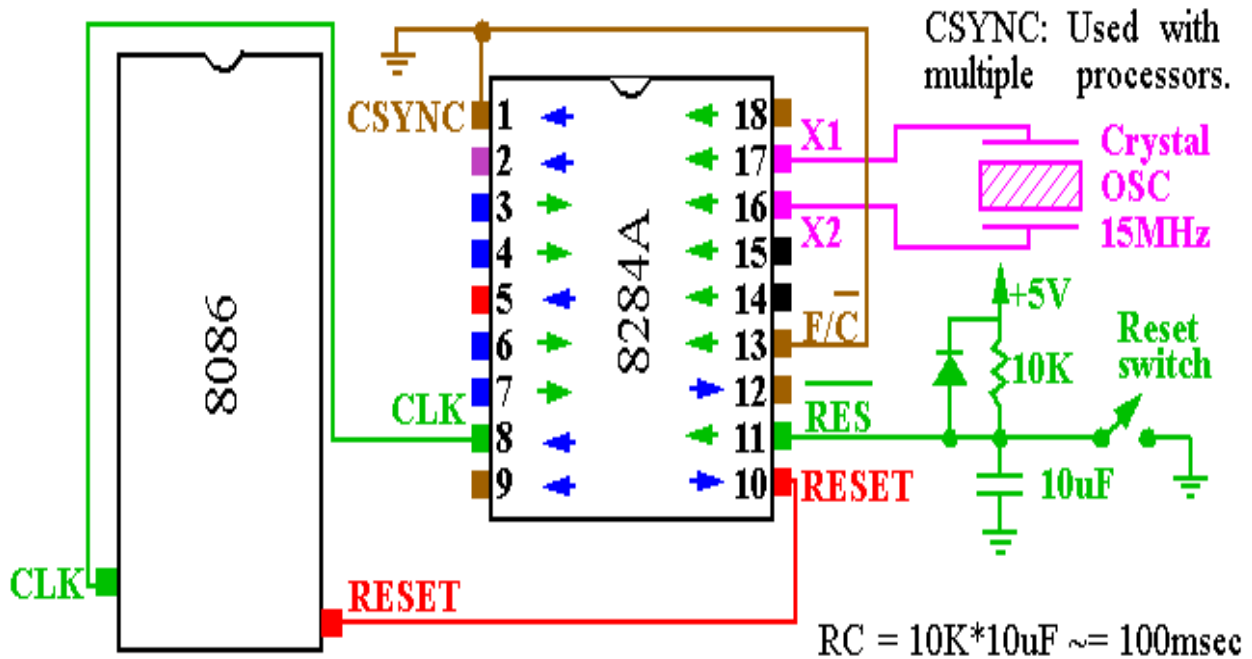 CSYNC: Used with
multiple processors.
CSYNC
1
2
3
4
5
6
7
8
9
18
17
16
15
14
13
12
11
10
8284A
8086
X1
X2
F/C̅
R̅E̅S̅
RESET
CLK
CLK
RESET
Crystal
OSC
15MHz
+5V
10K
Reset
switch
10uF
RC = 10K*10uF ~= 100msec